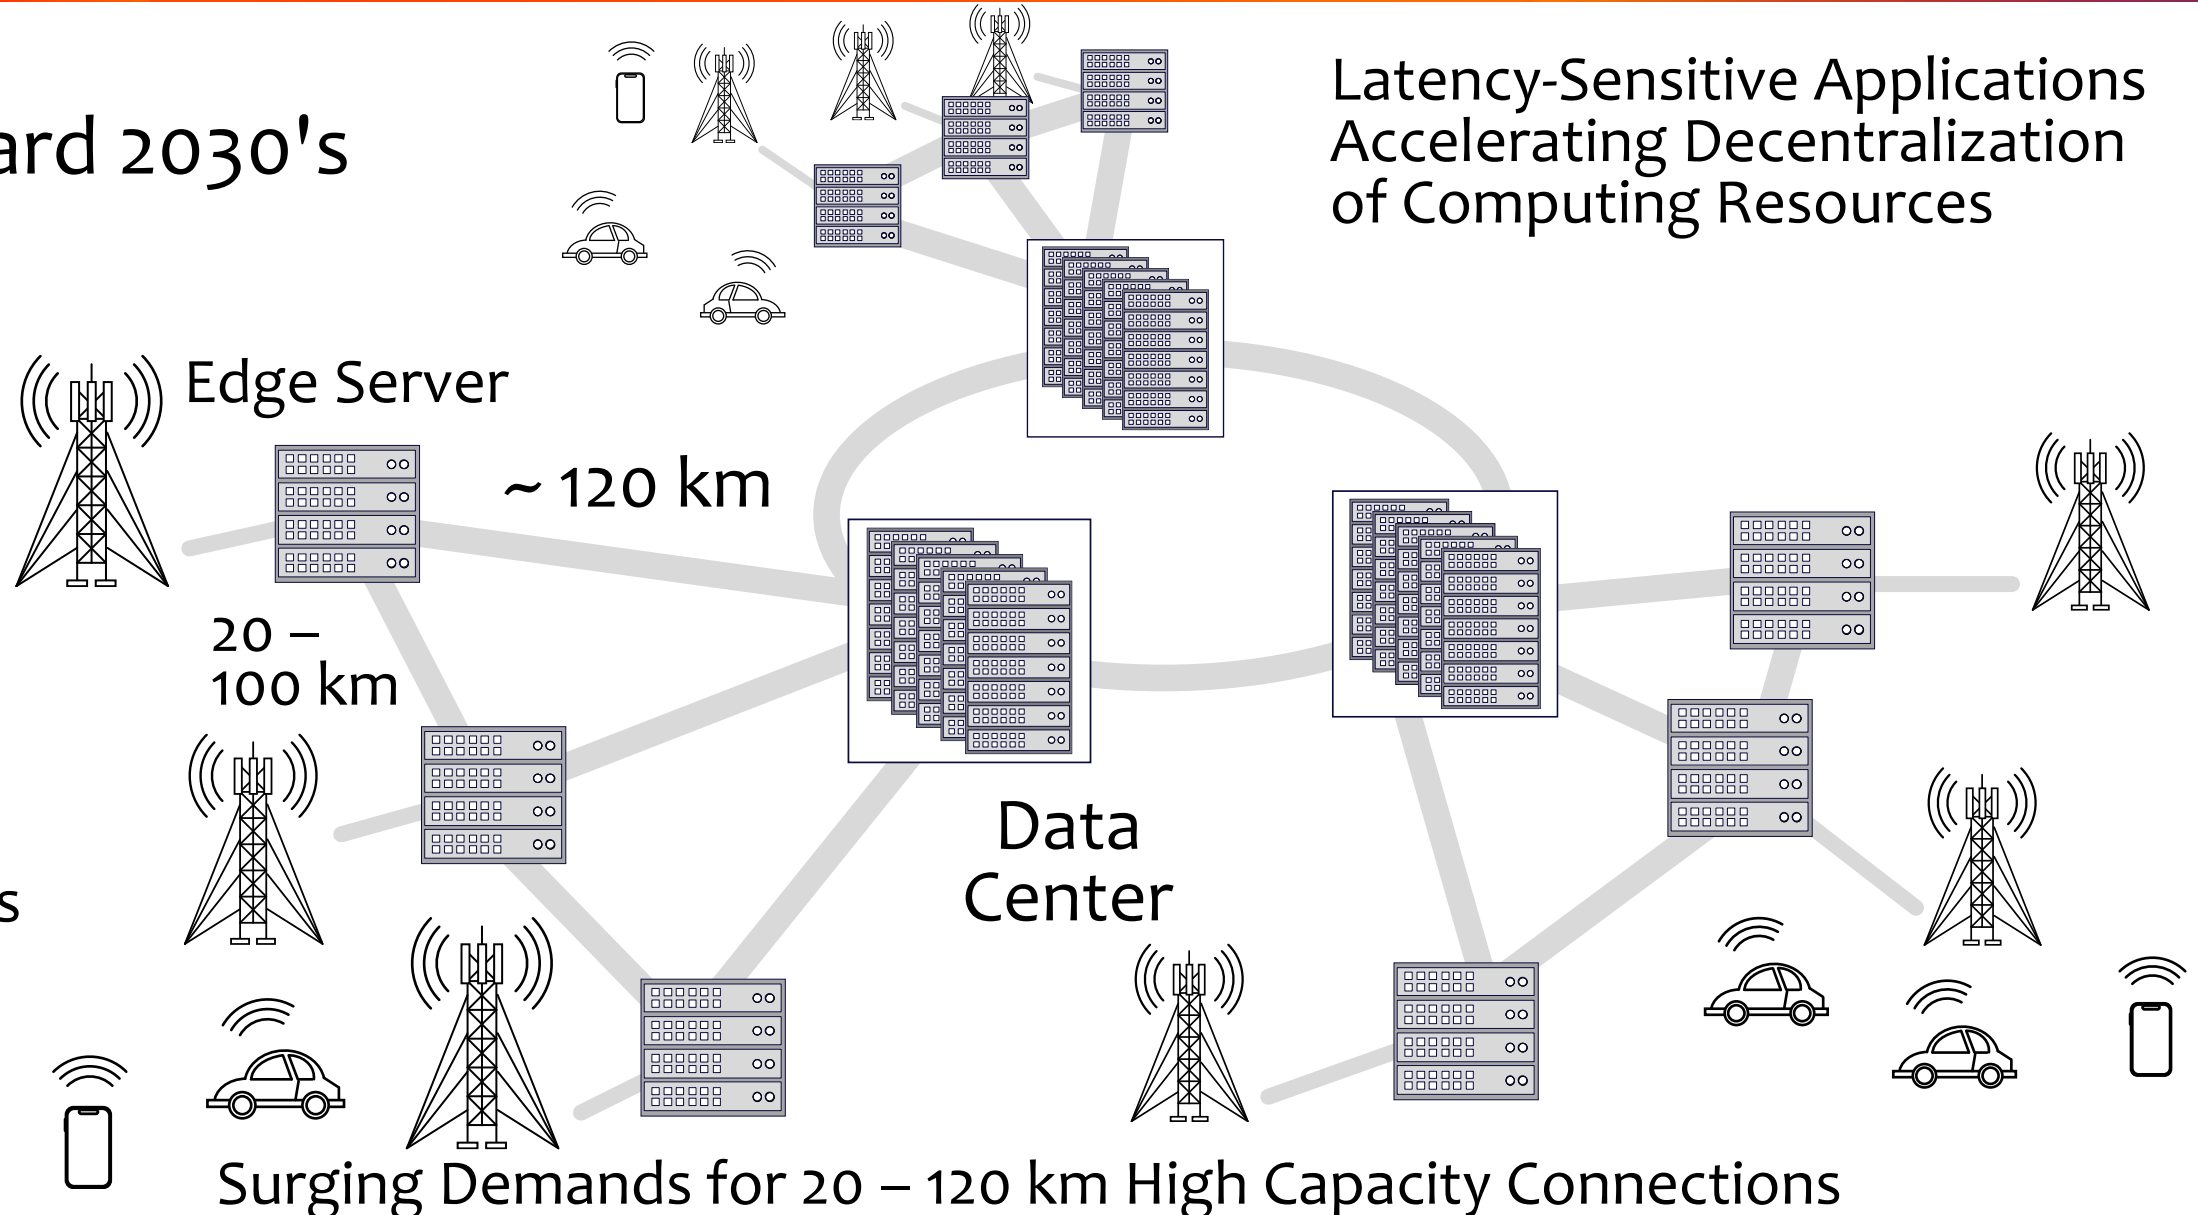 ard 2030's
Latency-Sensitive Applications
Accelerating Decentralization
of Computing Resources
Edge Server
~ 120 km
20 –
100 km
Data
Center
s
Surging Demands for 20 – 120 km High Capacity Connections